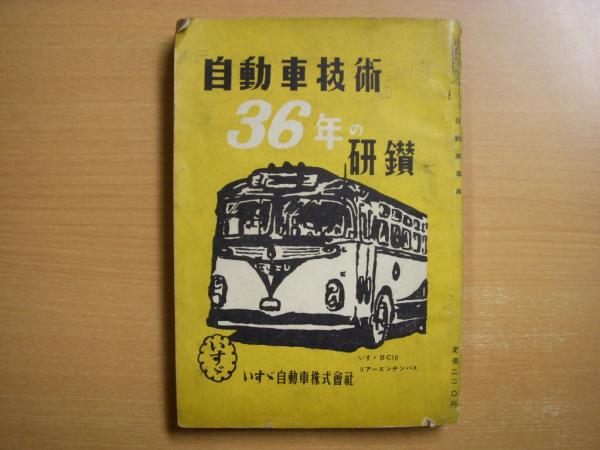 「自動車技術」
36年の
研鑽
いすゞBC10
リアーエンヂンバス
いすゞ
いすゞ自動車株式會社
定価二二〇円